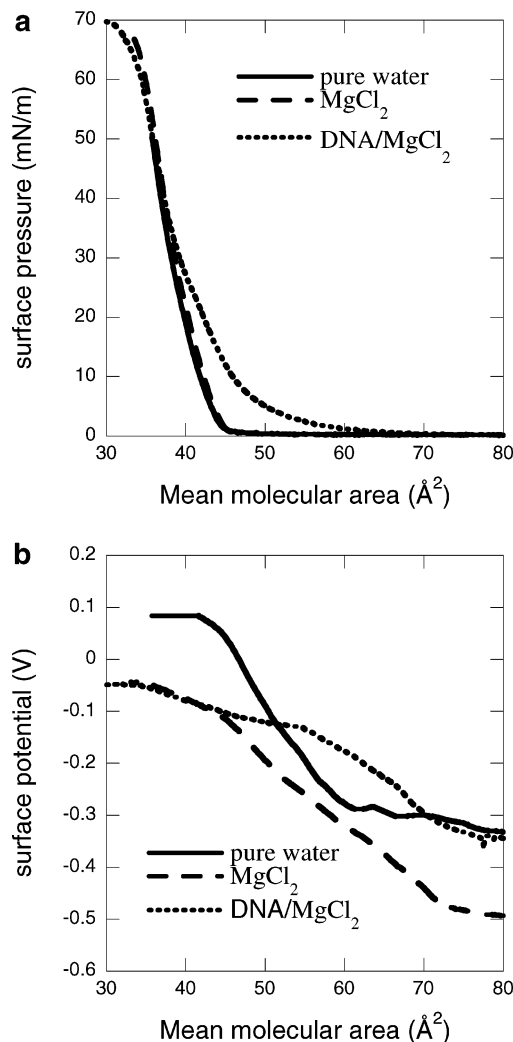 a
70
60
50
40
30
20
10
0
surface pressure (mN/m)
pure water
MgCl₂
DNA/MgCl₂
30 40 50 60 70 80
Mean molecular area (Å²)
b
0.2
0.1
0
-0.1
-0.2
-0.3
-0.4
-0.5
-0.6
surface potential (V)
pure water
MgCl₂
DNA/MgCl₂
30 40 50 60 70 80
Mean molecular area (Å²)